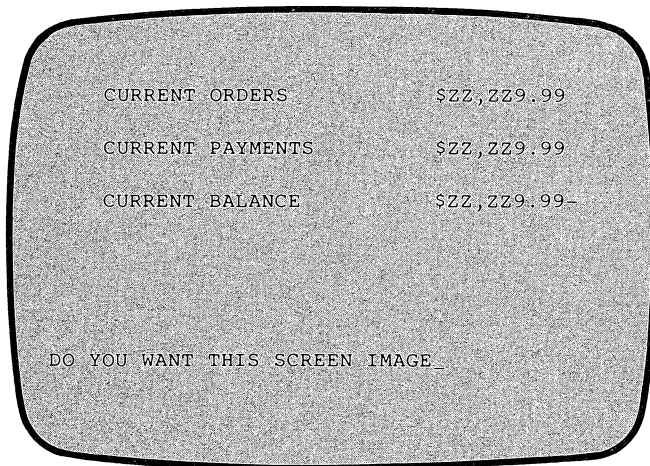 CURRENT ORDERS $ZZ,ZZ9.99
CURRENT PAYMENTS $ZZ,ZZ9.99
CURRENT BALANCE $ZZ,ZZ9.99-
DO YOU WANT THIS SCREEN IMAGE_